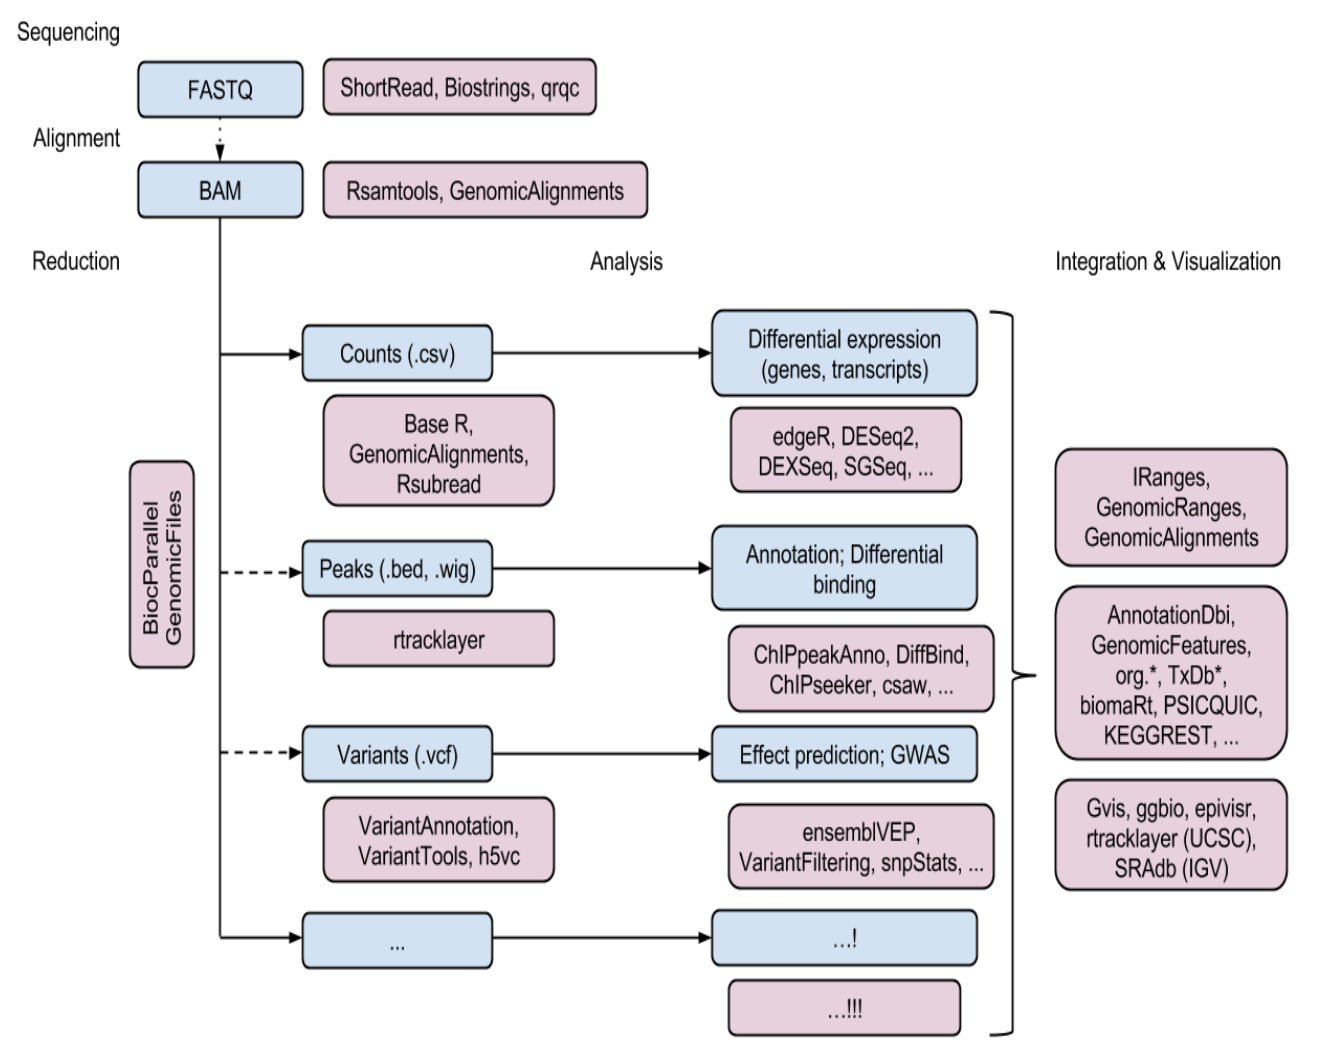 Sequencing
FASTQ
ShortRead, Biostrings, qrqc
Alignment
BAM
Rsamtools, GenomicAlignments
Reduction
Analysis
Integration & Visualization
Counts (.csv)
Differential expression
(genes, transcripts)
Base R,
GenomicAlignments,
Rsubread
edgeR, DESeq2,
DEXSeq, SGSeq, ...
BiocParallel
GenomicFiles
Peaks (.bed, .wig)
Annotation; Differential
binding
rtracklayer
ChIPpeakAnno, DiffBind,
ChIPseeker, csaw, ...
Variants (.vcf)
Effect prediction; GWAS
VariantAnnotation,
VariantTools, h5vc
ensemblVEP,
VariantFiltering, snpStats, ...
...
...!
...!!!
IRanges,
GenomicRanges,
GenomicAlignments
AnnotationDbi,
GenomicFeatures,
org.*, TxDb*,
biomaRt, PSICQUIC,
KEGGREST, ...
Gvis, ggbio, epivisr,
rtracklayer (UCSC),
SRAdb (IGV)